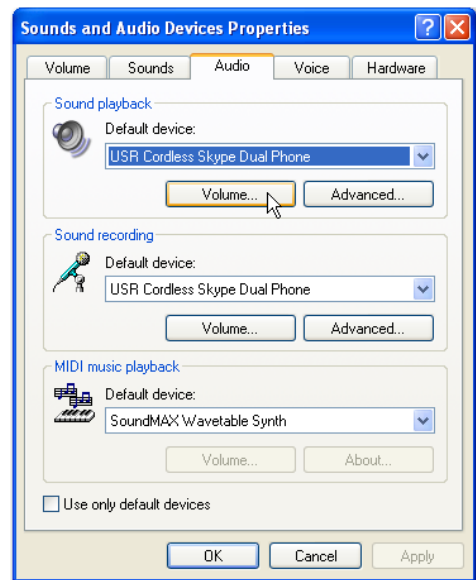 Sounds and Audio Devices Properties
Volume Sounds Audio Voice Hardware
Sound playback
Default device:
USR Cordless Skype Dual Phone
Volume... Advanced...
Sound recording
Default device:
USR Cordless Skype Dual Phone
Volume... Advanced...
MIDI music playback
Default device:
SoundMAX Wavetable Synth
Volume... About...
Use only default devices
OK Cancel Apply